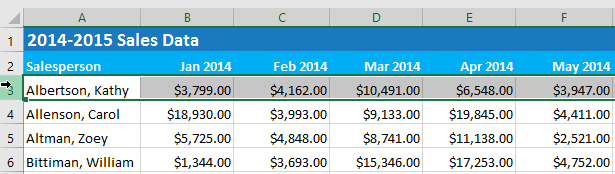 A B C D E F
1 2014-2015 Sales Data
2 Salesperson Jan 2014 Feb 2014 Mar 2014 Apr 2014 May 2014
3 Albertson, Kathy $3,799.00 $4,162.00 $10,491.00 $6,548.00 $3,947.00
4 Allenson, Carol $18,930.00 $3,993.00 $9,133.00 $19,845.00 $4,411.00
5 Altman, Zoey $5,725.00 $4,848.00 $8,741.00 $11,138.00 $2,521.00
6 Bittiman, William $1,344.00 $3,693.00 $15,346.00 $17,253.00 $4,752.00